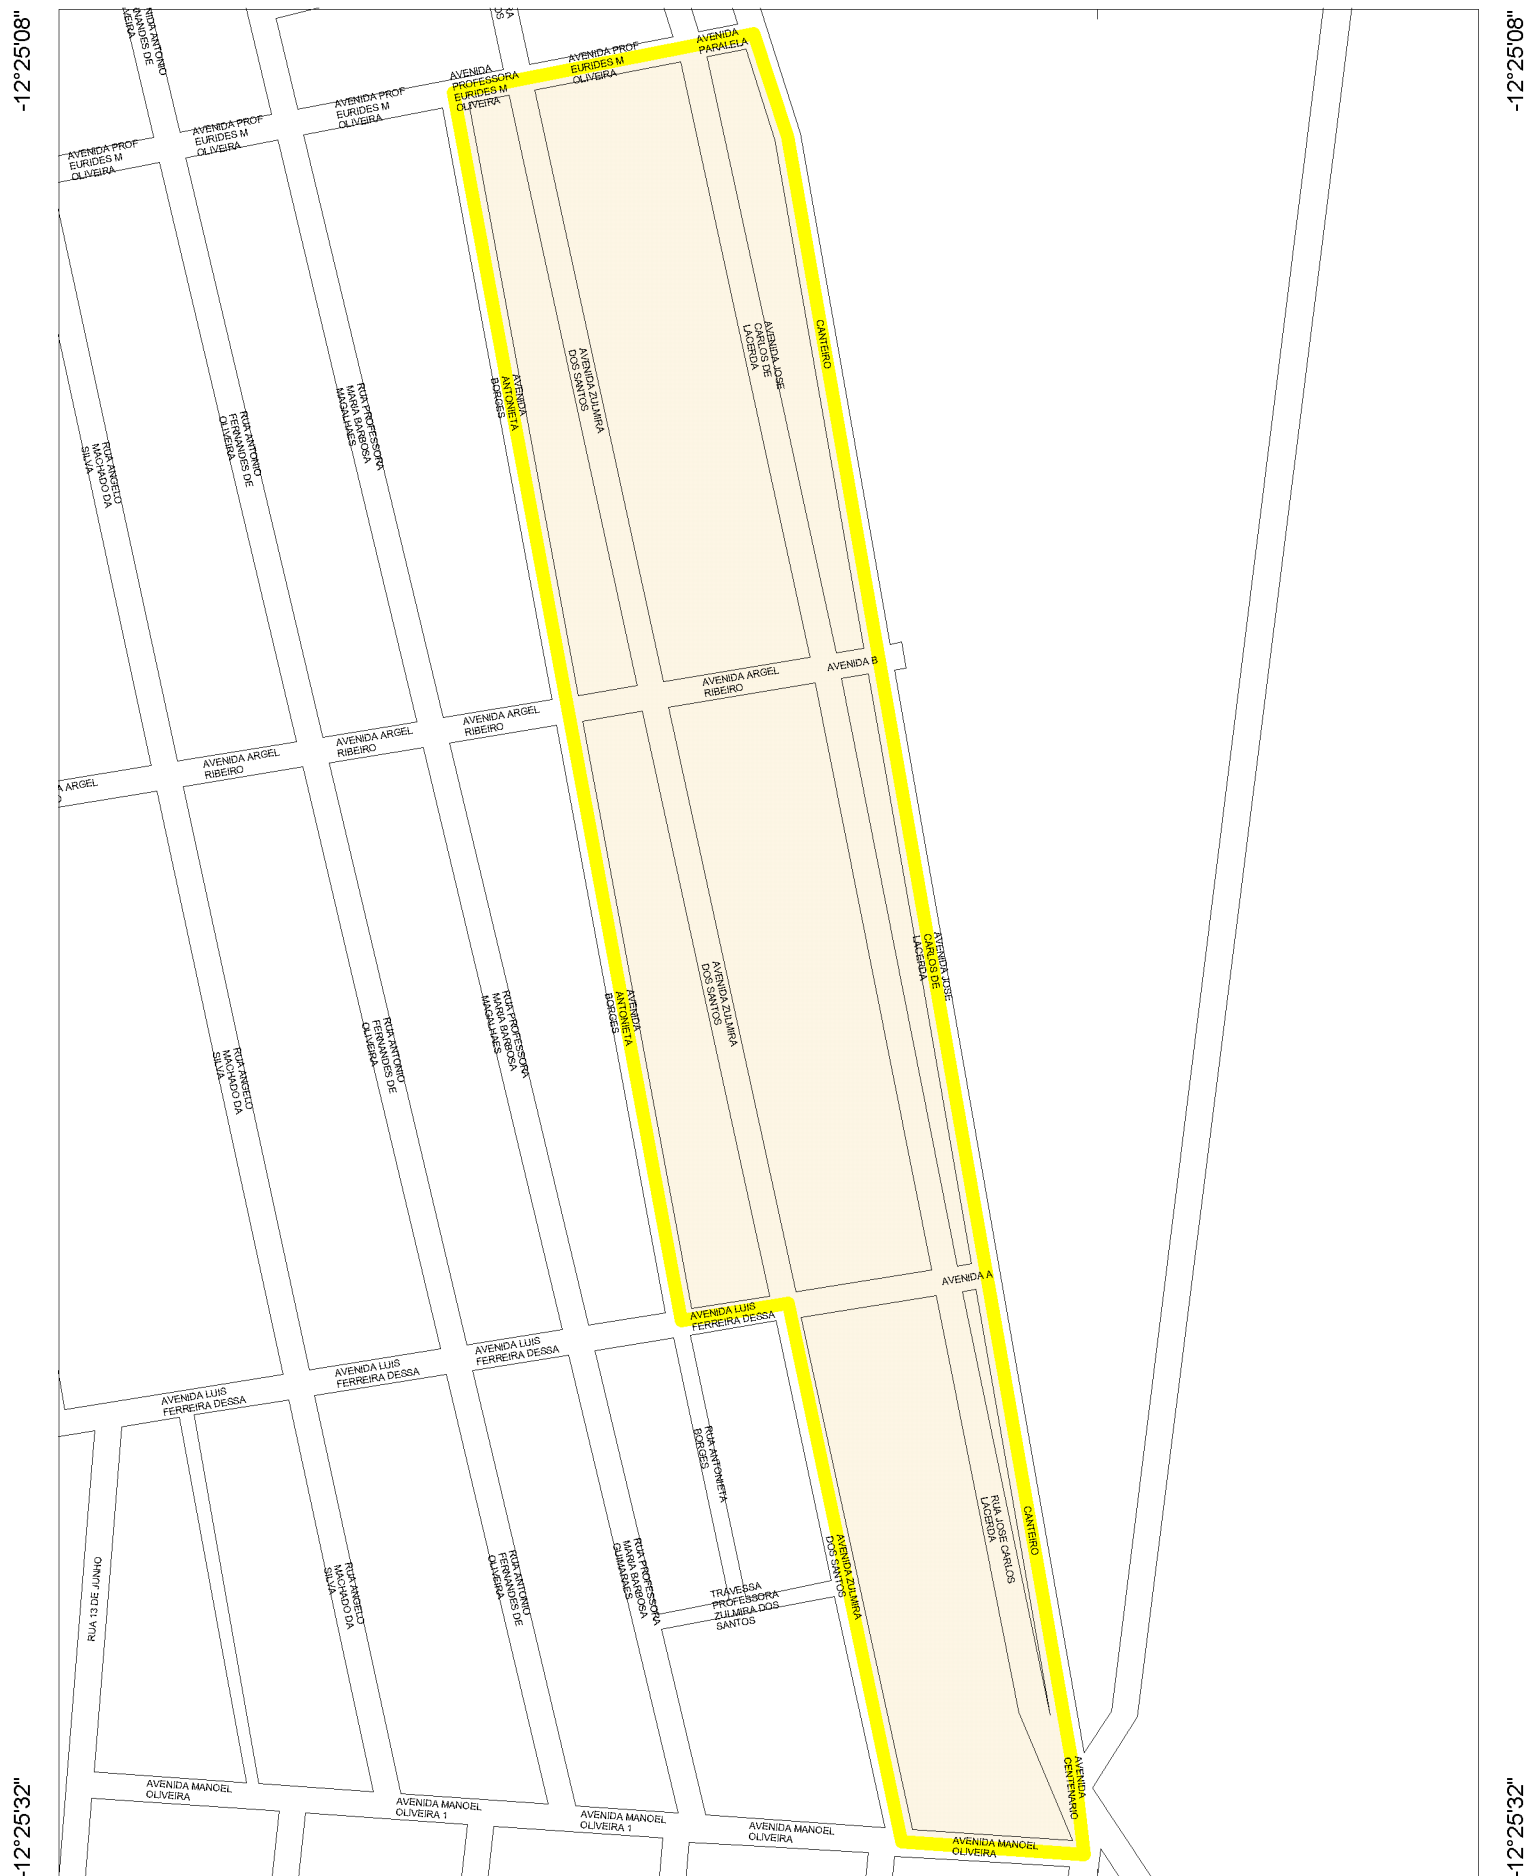 -12°25'08"
-12°25'08"
NIDA ANTONIO
NANDES DE
VEIRA
AVENIDA PROF
EURIDES M
OLIVEIRA
AVENIDA PROF
EURIDES M
OLIVEIRA
AVENIDA PROF
EURIDES M
OLIVEIRA
AVENIDA
PROFESSORA
EURIDES M
OLIVEIRA
AVENIDA PROF
EURIDES M
OLIVEIRA
AVENIDA
PARALELA
RUA ANGELO
MACHADO DA
SILVA
RUA ANTONIO
FERNANDES DE
OLIVEIRA
RUA PROFESSORA
MARIA BARBOSA
MAGALHAES
AVENIDA
ANTONIETA
BORGES
AVENIDA ZULMIRA
DOS SANTOS
AVENIDA JOSE
CARLOS DE
LACERDA
CANTEIRO
A ARGEL
AVENIDA ARGEL
RIBEIRO
AVENIDA ARGEL
RIBEIRO
AVENIDA ARGEL
RIBEIRO
AVENIDA ARGEL
RIBEIRO
AVENIDA B
RUA ANGELO
MACHADO DA
SILVA
RUA ANTONIO
FERNANDES DE
OLIVEIRA
RUA PROFESSORA
MARIA BARBOSA
MAGALHAES
AVENIDA
ANTONIETA
BORGES
AVENIDA ZULMIRA
DOS SANTOS
AVENIDA JOSE
CARLOS DE
LACERDA
AVENIDA A
AVENIDA LUIS
FERREIRA DESSA
AVENIDA LUIS
FERREIRA DESSA
AVENIDA LUIS
FERREIRA DESSA
AVENIDA LUIS
FERREIRA DESSA
RUA 13 DE JUNHO
RUA ANGELO
MACHADO DA
SILVA
RUA ANTONIO
FERNANDES DE
OLIVEIRA
RUA PROFESSORA
MARIA BARBOSA
GUIMARAES
RUA ANTONIETA
BORGES
TRAVESSA
PROFESSORA
ZULMIRA DOS
SANTOS
AVENIDA ZULMIRA
DOS SANTOS
RUA JOSE CARLOS
LACERDA
CANTEIRO
AVENIDA
CENTENARIO
AVENIDA MANOEL
OLIVEIRA
AVENIDA MANOEL
OLIVEIRA 1
AVENIDA MANOEL
OLIVEIRA 1
AVENIDA MANOEL
OLIVEIRA
AVENIDA MANOEL
OLIVEIRA
-12°25'32"
-12°25'32"